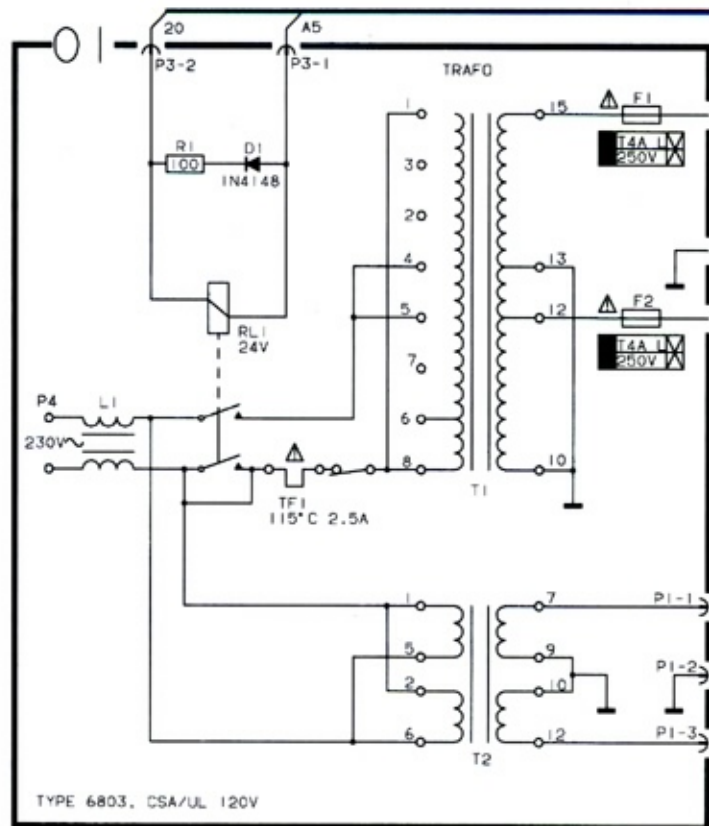 20 A5
P3-2 P3-1
TRAFO
1 15 F1
R1 D1
100
1N4148
T4A L
250V
3
2
4 13
5 12 F2
RL1
24V
T4A L
250V
7
P4 L1
6
230V~
8 10
TF1 T1
115°C 2.5A
1 7 P1-1
5 9
P1-2
2 10
6 12 P1-3
T2
TYPE 6803, CSA/UL 120V